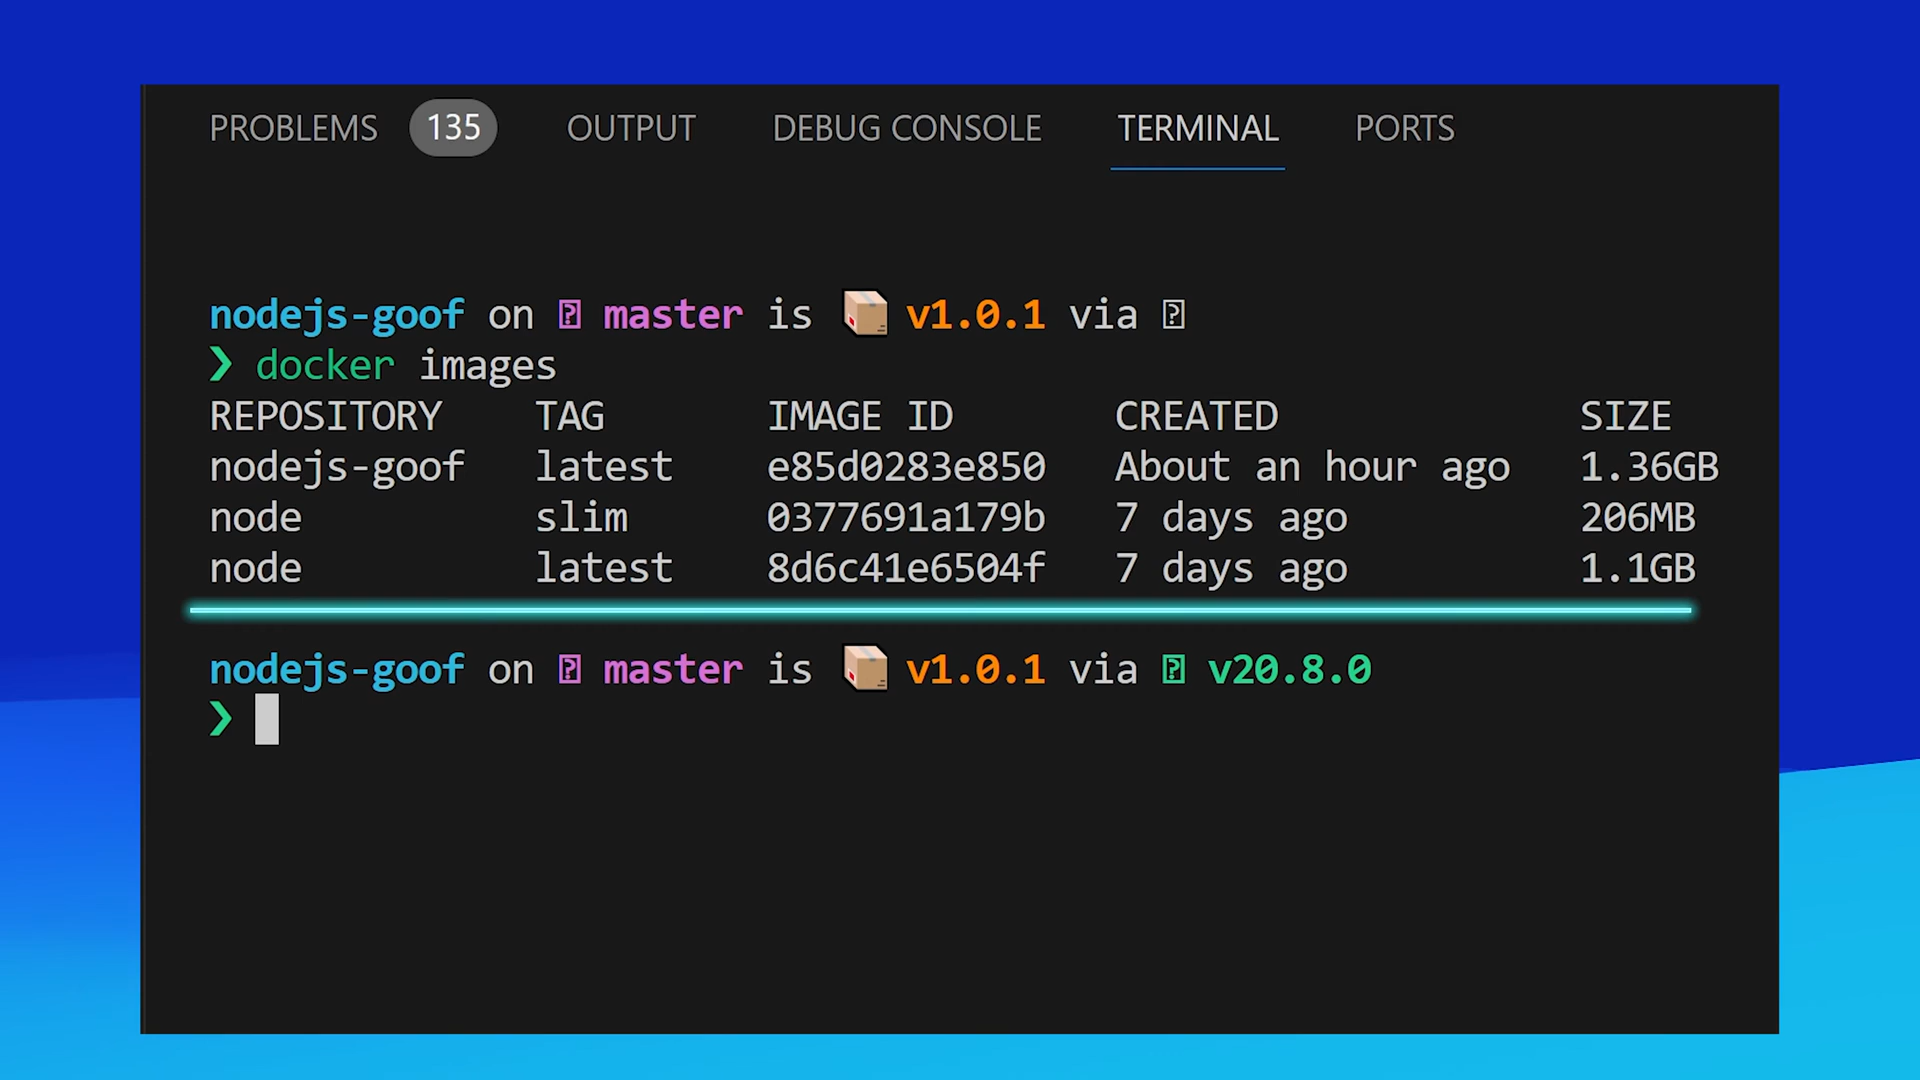 PROBLEMS 135 OUTPUT DEBUG CONSOLE TERMINAL PORTS
nodejs-goof on master is 📦 v1.0.1 via
❯ docker images
REPOSITORY TAG IMAGE ID CREATED SIZE
nodejs-goof latest e85d0283e850 About an hour ago 1.36GB
node slim 0377691a179b 7 days ago 206MB
node latest 8d6c41e6504f 7 days ago 1.1GB
nodejs-goof on master is 📦 v1.0.1 via v20.8.0
❯